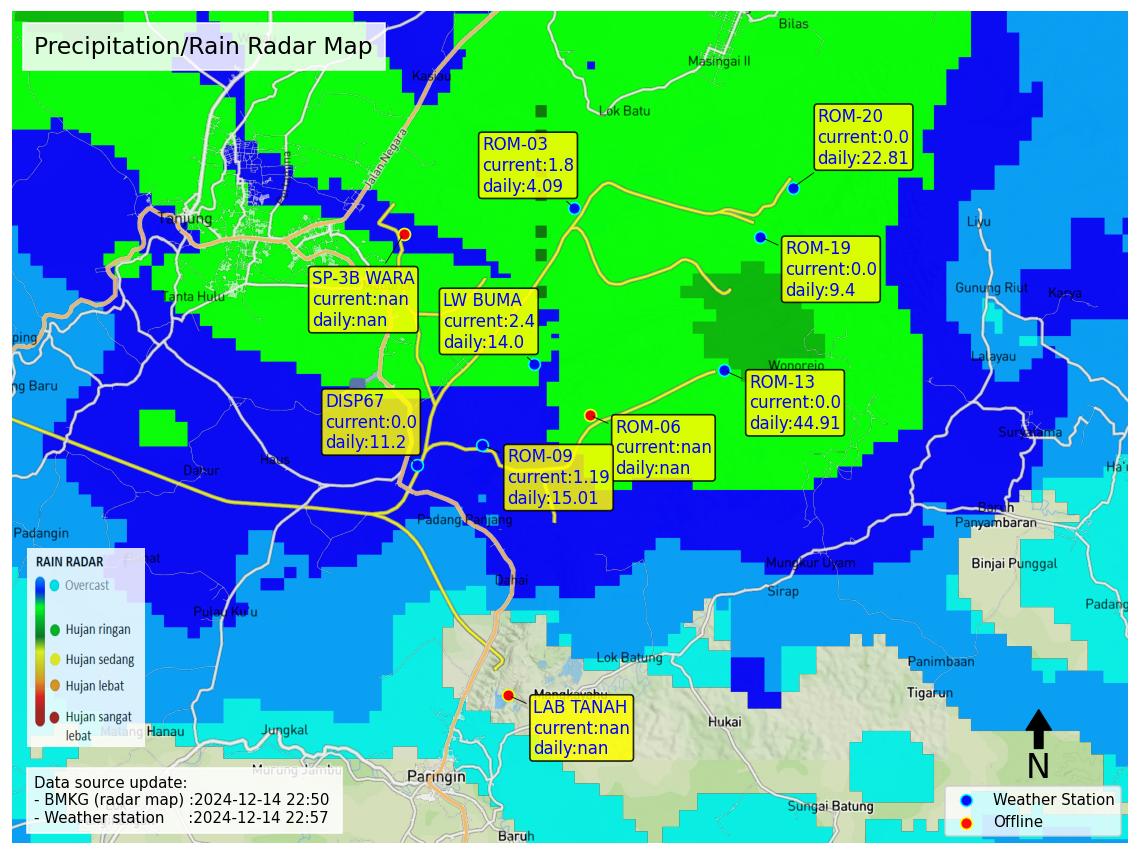 Precipitation/Rain Radar Map
Bilas
Masingai II
Kasiau
Lok Batu
Jalan Negara
Tanjung
Tanta Hulu
ROM-20
current:0.0
daily:22.81
ROM-03
current:1.8
daily:4.09
ROM-19
current:0.0
daily:9.4
SP-3B WARA
current:nan
daily:nan
LW BUMA
current:2.4
daily:14.0
Liyu
Gunung Riut
Karya
Lalayau
Wonorejo
ping
ng Baru
ROM-13
current:0.0
daily:44.91
DISP67
current:0.0
daily:11.2
ROM-06
current:nan
daily:nan
ROM-09
current:1.19
daily:15.01
Dahur
Haus
Padang Panjang
Padangin
Dahai
Buruh
Panyambaran
Binjai Punggal
Mungkur Uyam
Sirap
Padang
Panimbaan
Tigarun
Lok Batung
Mangkayahu
Hukai
LAB TANAH
current:nan
daily:nan
RAIN RADAR
Overcast
Hujan ringan
Hujan sedang
Hujan lebat
Hujan sangat
lebat
Jungkal
Murung Jambu
Paringin
Baruh
Sungai Batung
Data source update:
- BMKG (radar map) :2024-12-14 22:50
- Weather station :2024-12-14 22:57
N
Weather Station
Offline